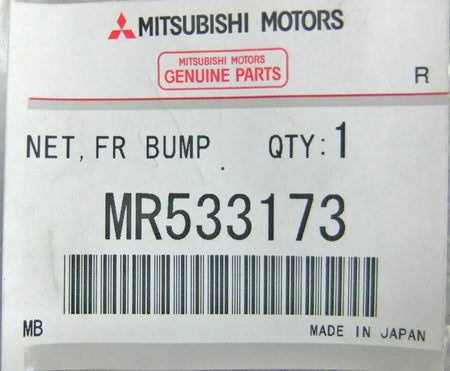 MITSUBISHI MOTORS
MITSUBISHI MOTORS
GENUINE PARTS
R
NET, FR BUMP QTY:1
MR533173
MB MADE IN JAPAN